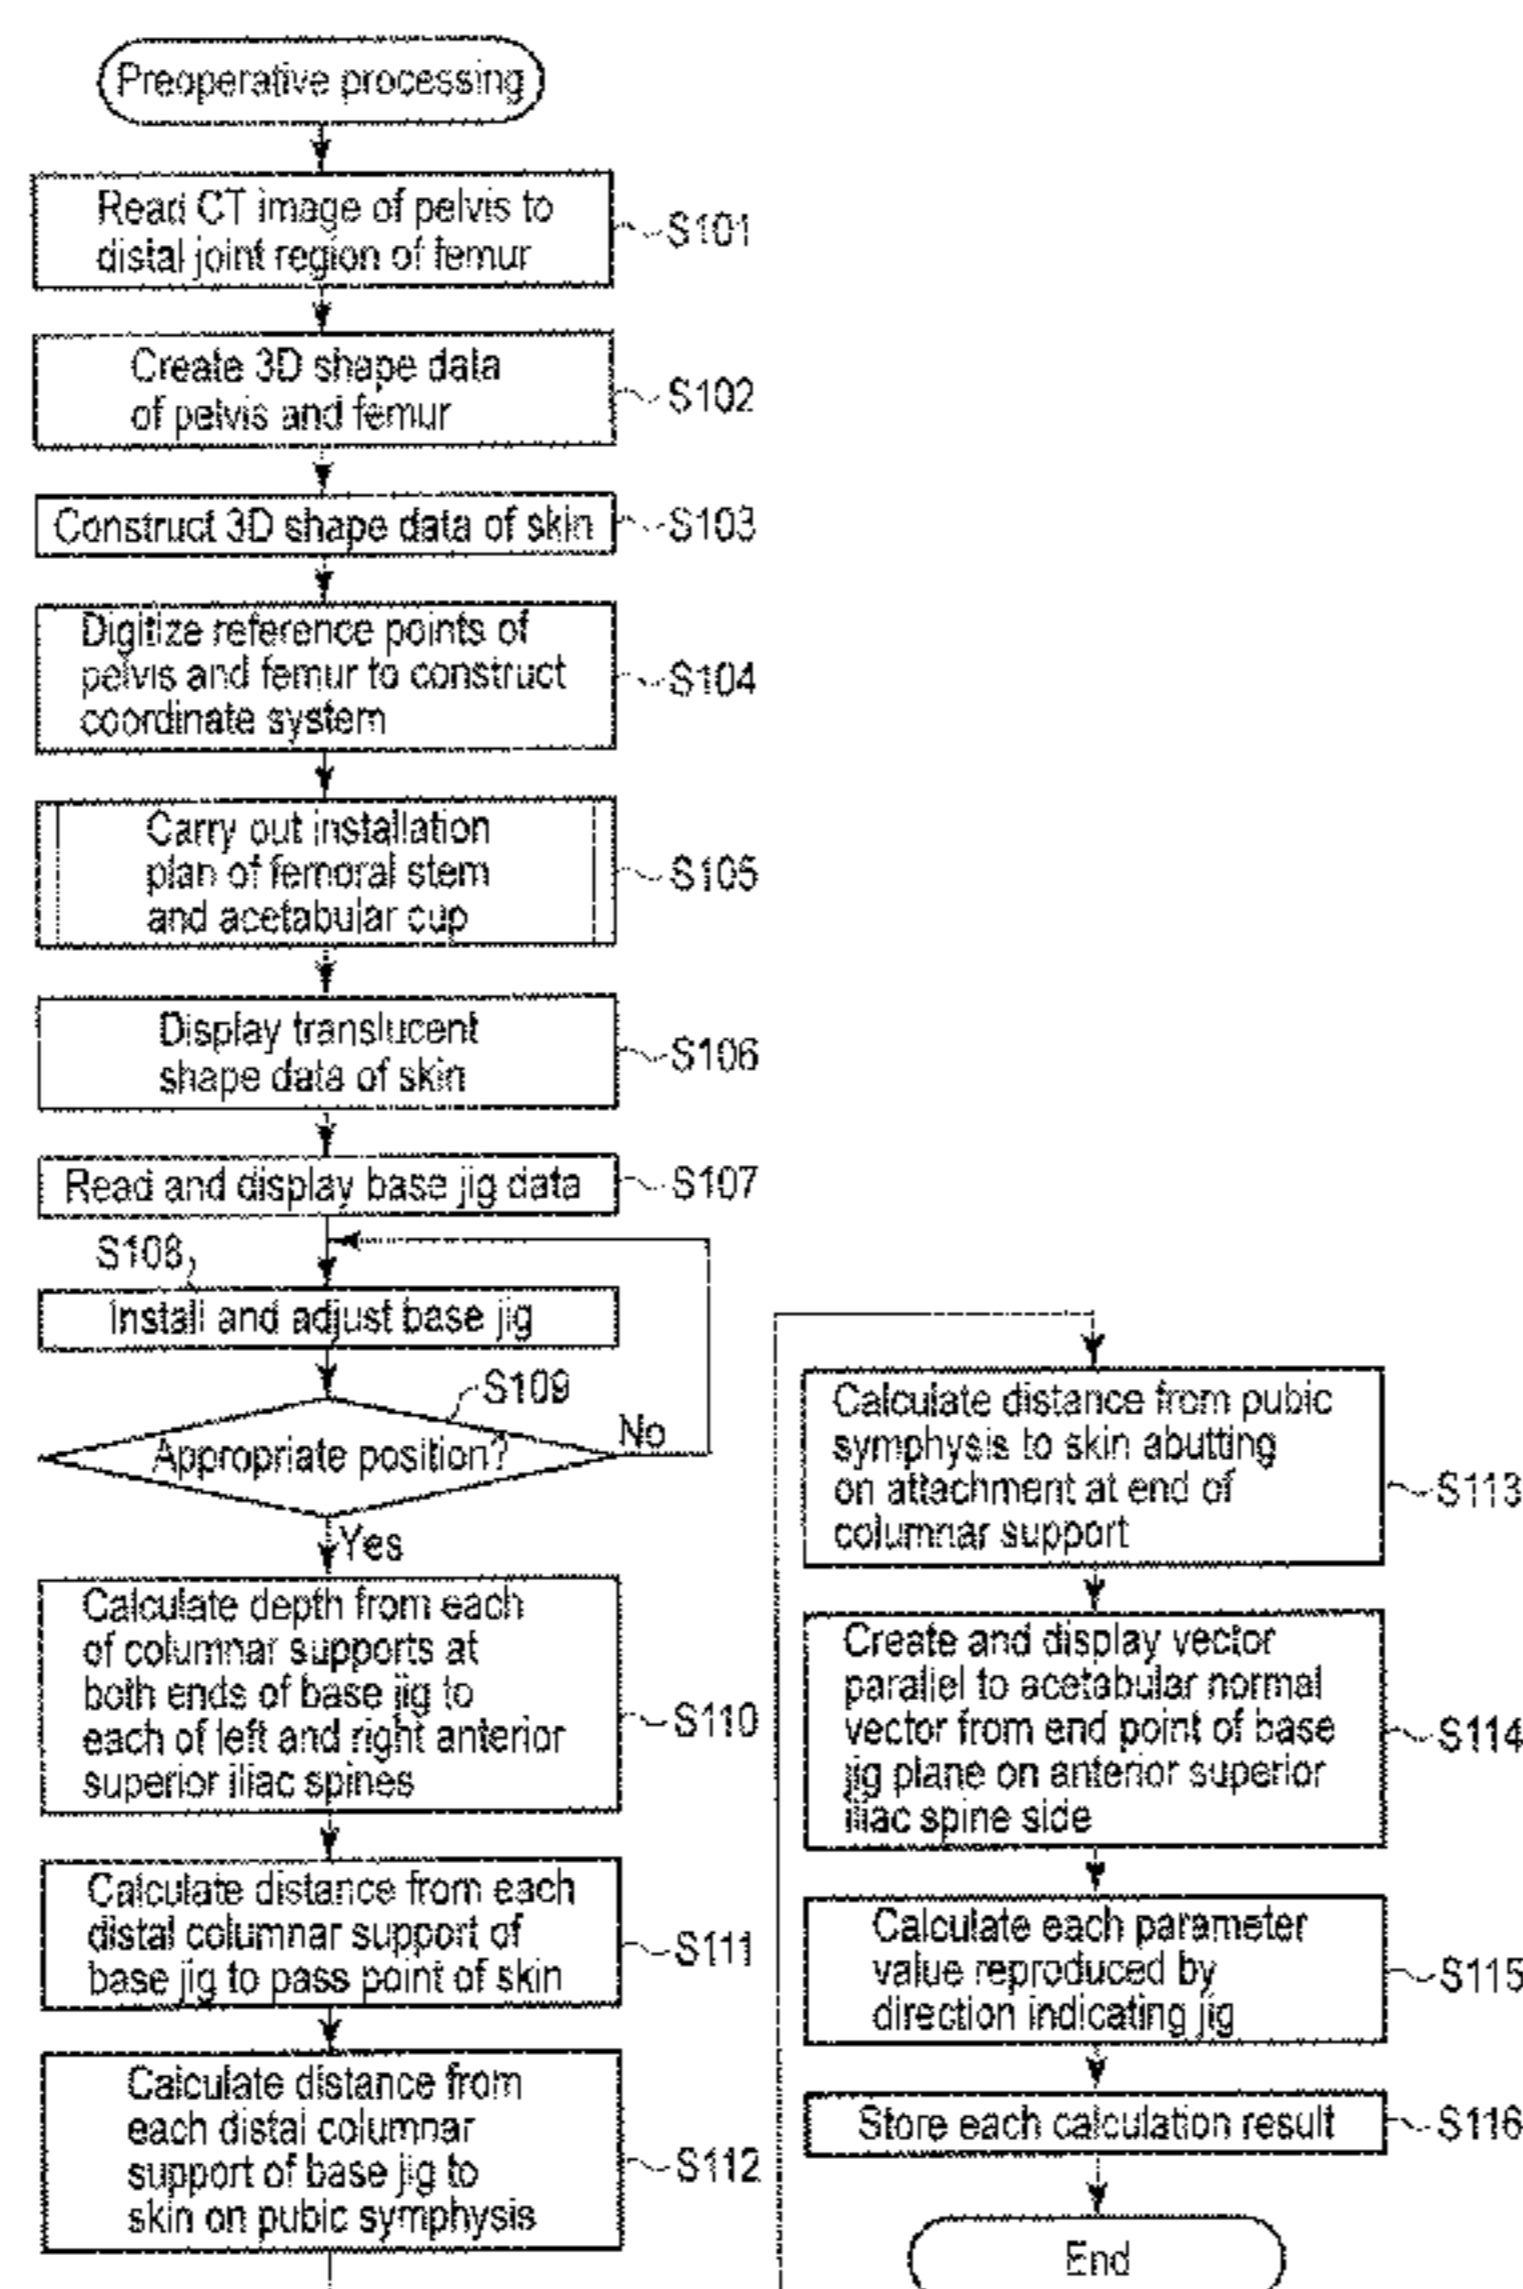 Preoperative processing
Read CT image of pelvis to
distal joint region of femur
S101
Create 3D shape data
of pelvis and femur
S102
Construct 3D shape data of skin
S103
Digitize reference points of
pelvis and femur to construct
coordinate system
S104
Carry out installation
plan of femoral stem
and acetabular cup
S105
Display translucent
shape data of skin
S106
Read and display base jig data
S107
S108
Install and adjust base jig
S109
Appropriate position?
No
Yes
Calculate depth from each
of columnar supports at
both ends of base jig to
each of left and right anterior
superior iliac spines
S110
Calculate distance from each
distal columnar support of
base jig to pass point of skin
S111
Calculate distance from
each distal columnar
support of base jig to
skin on pubic symphysis
S112
Calculate distance from pubic
symphysis to skin abutting
on attachment at end of
columnar support
S113
Create and display vector
parallel to acetabular normal
vector from end point of base
jig plane on anterior superior
iliac spine side
S114
Calculate each parameter
value reproduced by
direction indicating jig
S115
Store each calculation result
S116
End